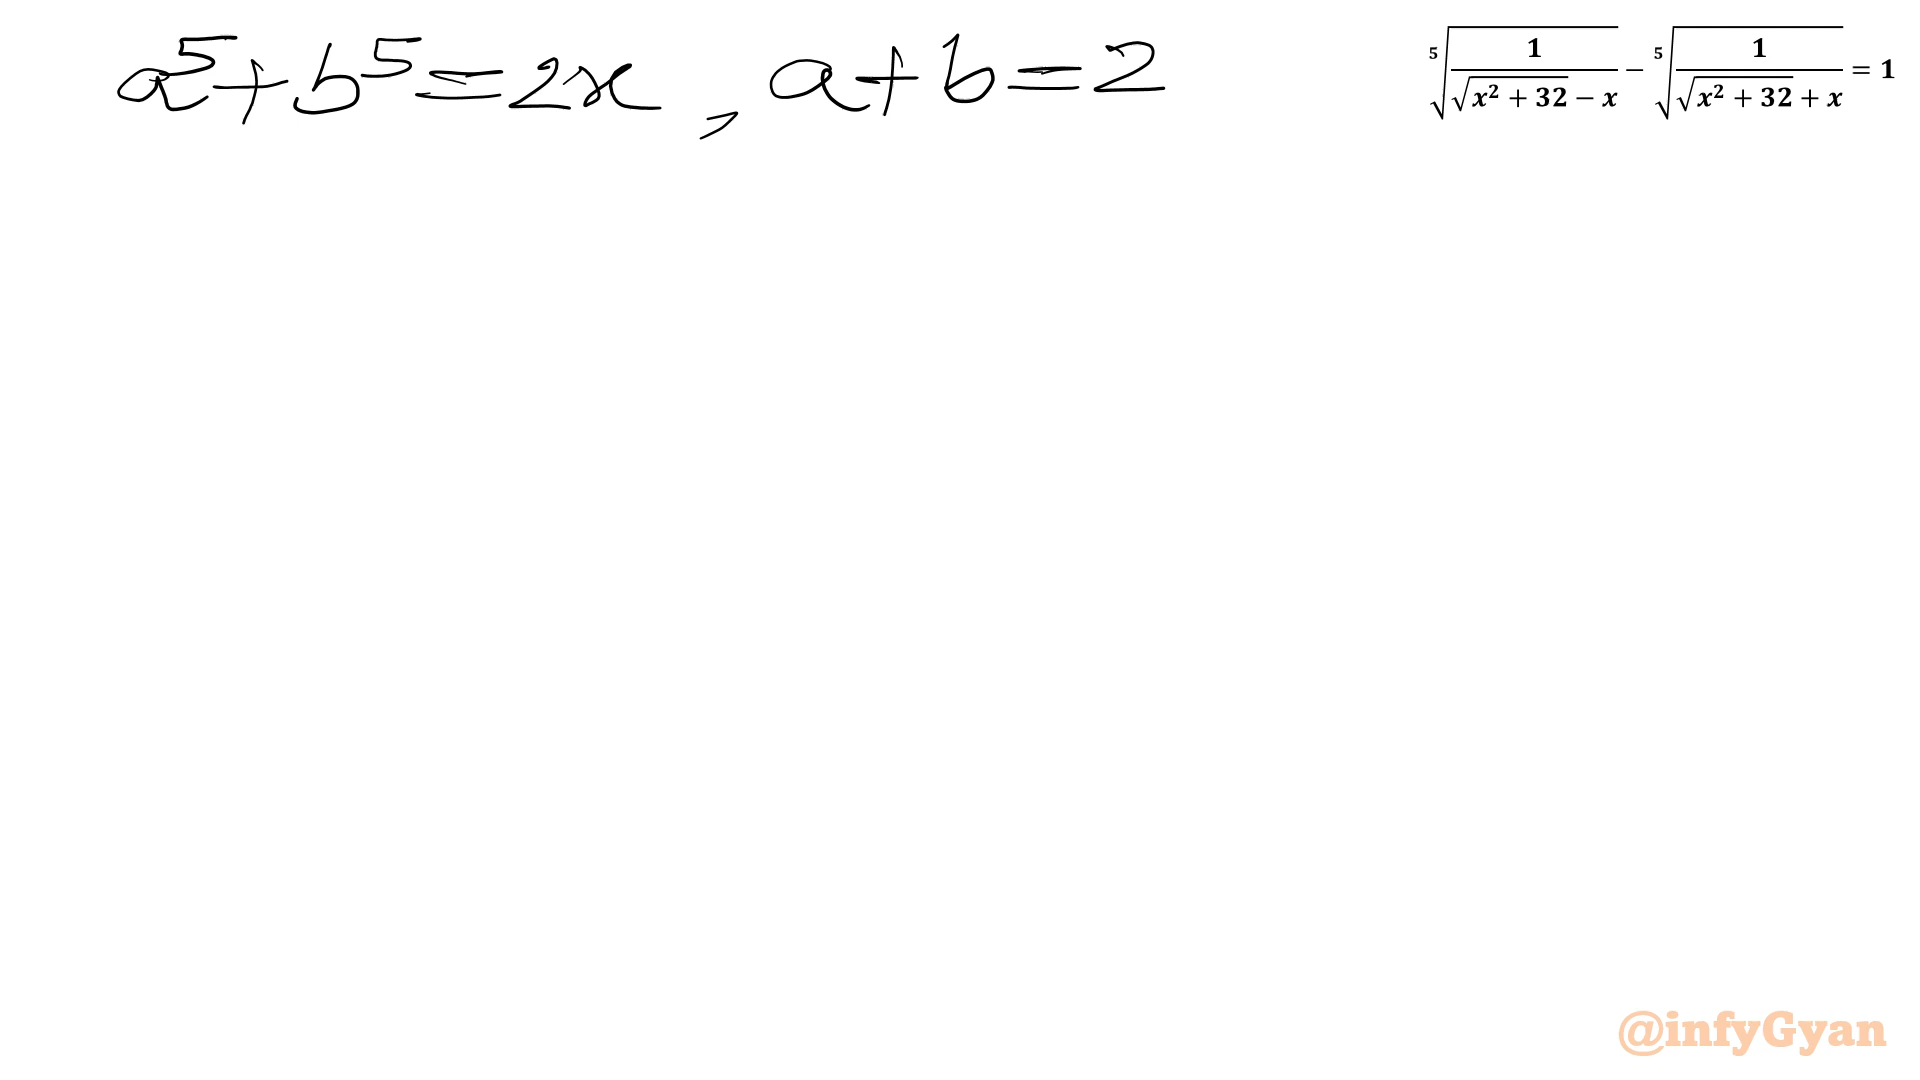 a⁵+b⁵=2x, a+b=2
⁵√(1/(√(x² + 32) − x)) − ⁵√(1/(√(x² + 32) + x)) = 1
@infyGyan